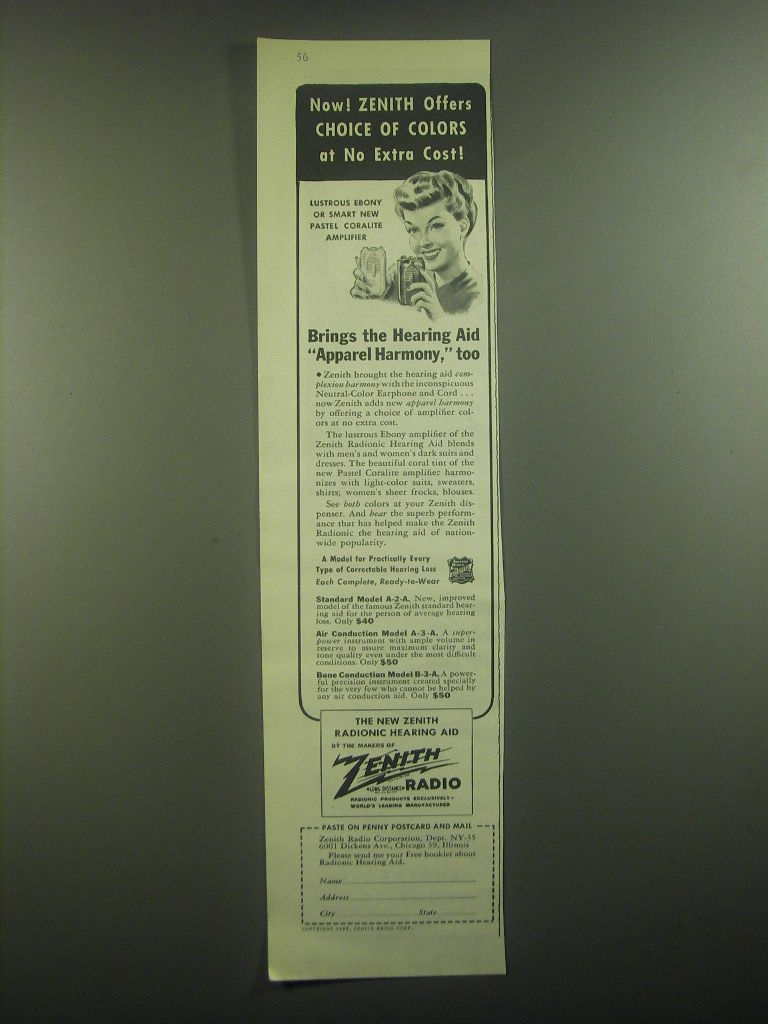 56
Now! ZENITH Offers
CHOICE OF COLORS
at No Extra Cost!
LUSTROUS EBONY
OR SMART NEW
PASTEL CORALITE
AMPLIFIER
Brings the Hearing Aid
"Apparel Harmony," too
• Zenith brought the hearing aid com-
plexion harmony with the inconspicuous
Neutral-Color Earphone and Cord . . .
now Zenith adds new apparel harmony
by offering a choice of amplifier col-
ors at no extra cost.
The lustrous Ebony amplifier of the
Zenith Radionic Hearing Aid blends
with men's and women's dark suits and
dresses. The beautiful coral tint of the
new Pastel Coralite amplifier harmo-
nizes with light-color suits, sweaters,
shirts; women's sheer frocks, blouses.
See both colors at your Zenith dis-
penser. And hear the superb perform-
ance that has helped make the Zenith
Radionic the hearing aid of nation-
wide popularity.
A Model for Practically Every
Type of Correctable Hearing Loss
Each Complete, Ready-to-Wear
Standard Model A-2-A. New, improved
model of the famous Zenith standard hear-
ing aid for the person of average hearing
loss. Only $40
Air Conduction Model A-3-A. A super-
power instrument with ample volume in
reserve to assure maximum clarity and
tone quality even under the most difficult
conditions. Only $50
Bone Conduction Model B-3-A. A power-
ful precision instrument created specially
for the very few who cannot be helped by
any air conduction aid. Only $50
THE NEW ZENITH
RADIONIC HEARING AID
BY THE MAKERS OF
ZENITH
LONG DISTANCE
RADIO
RADIONIC PRODUCTS EXCLUSIVELY—
WORLD'S LEADING MANUFACTURER
PASTE ON PENNY POSTCARD AND MAIL
Zenith Radio Corporation, Dept. NY-35
6001 Dickens Ave., Chicago 39, Illinois
Please send me your Free booklet about
Radionic Hearing Aid.
Name
Address
City State
COPYRIGHT ZENITH RADIO CORP.